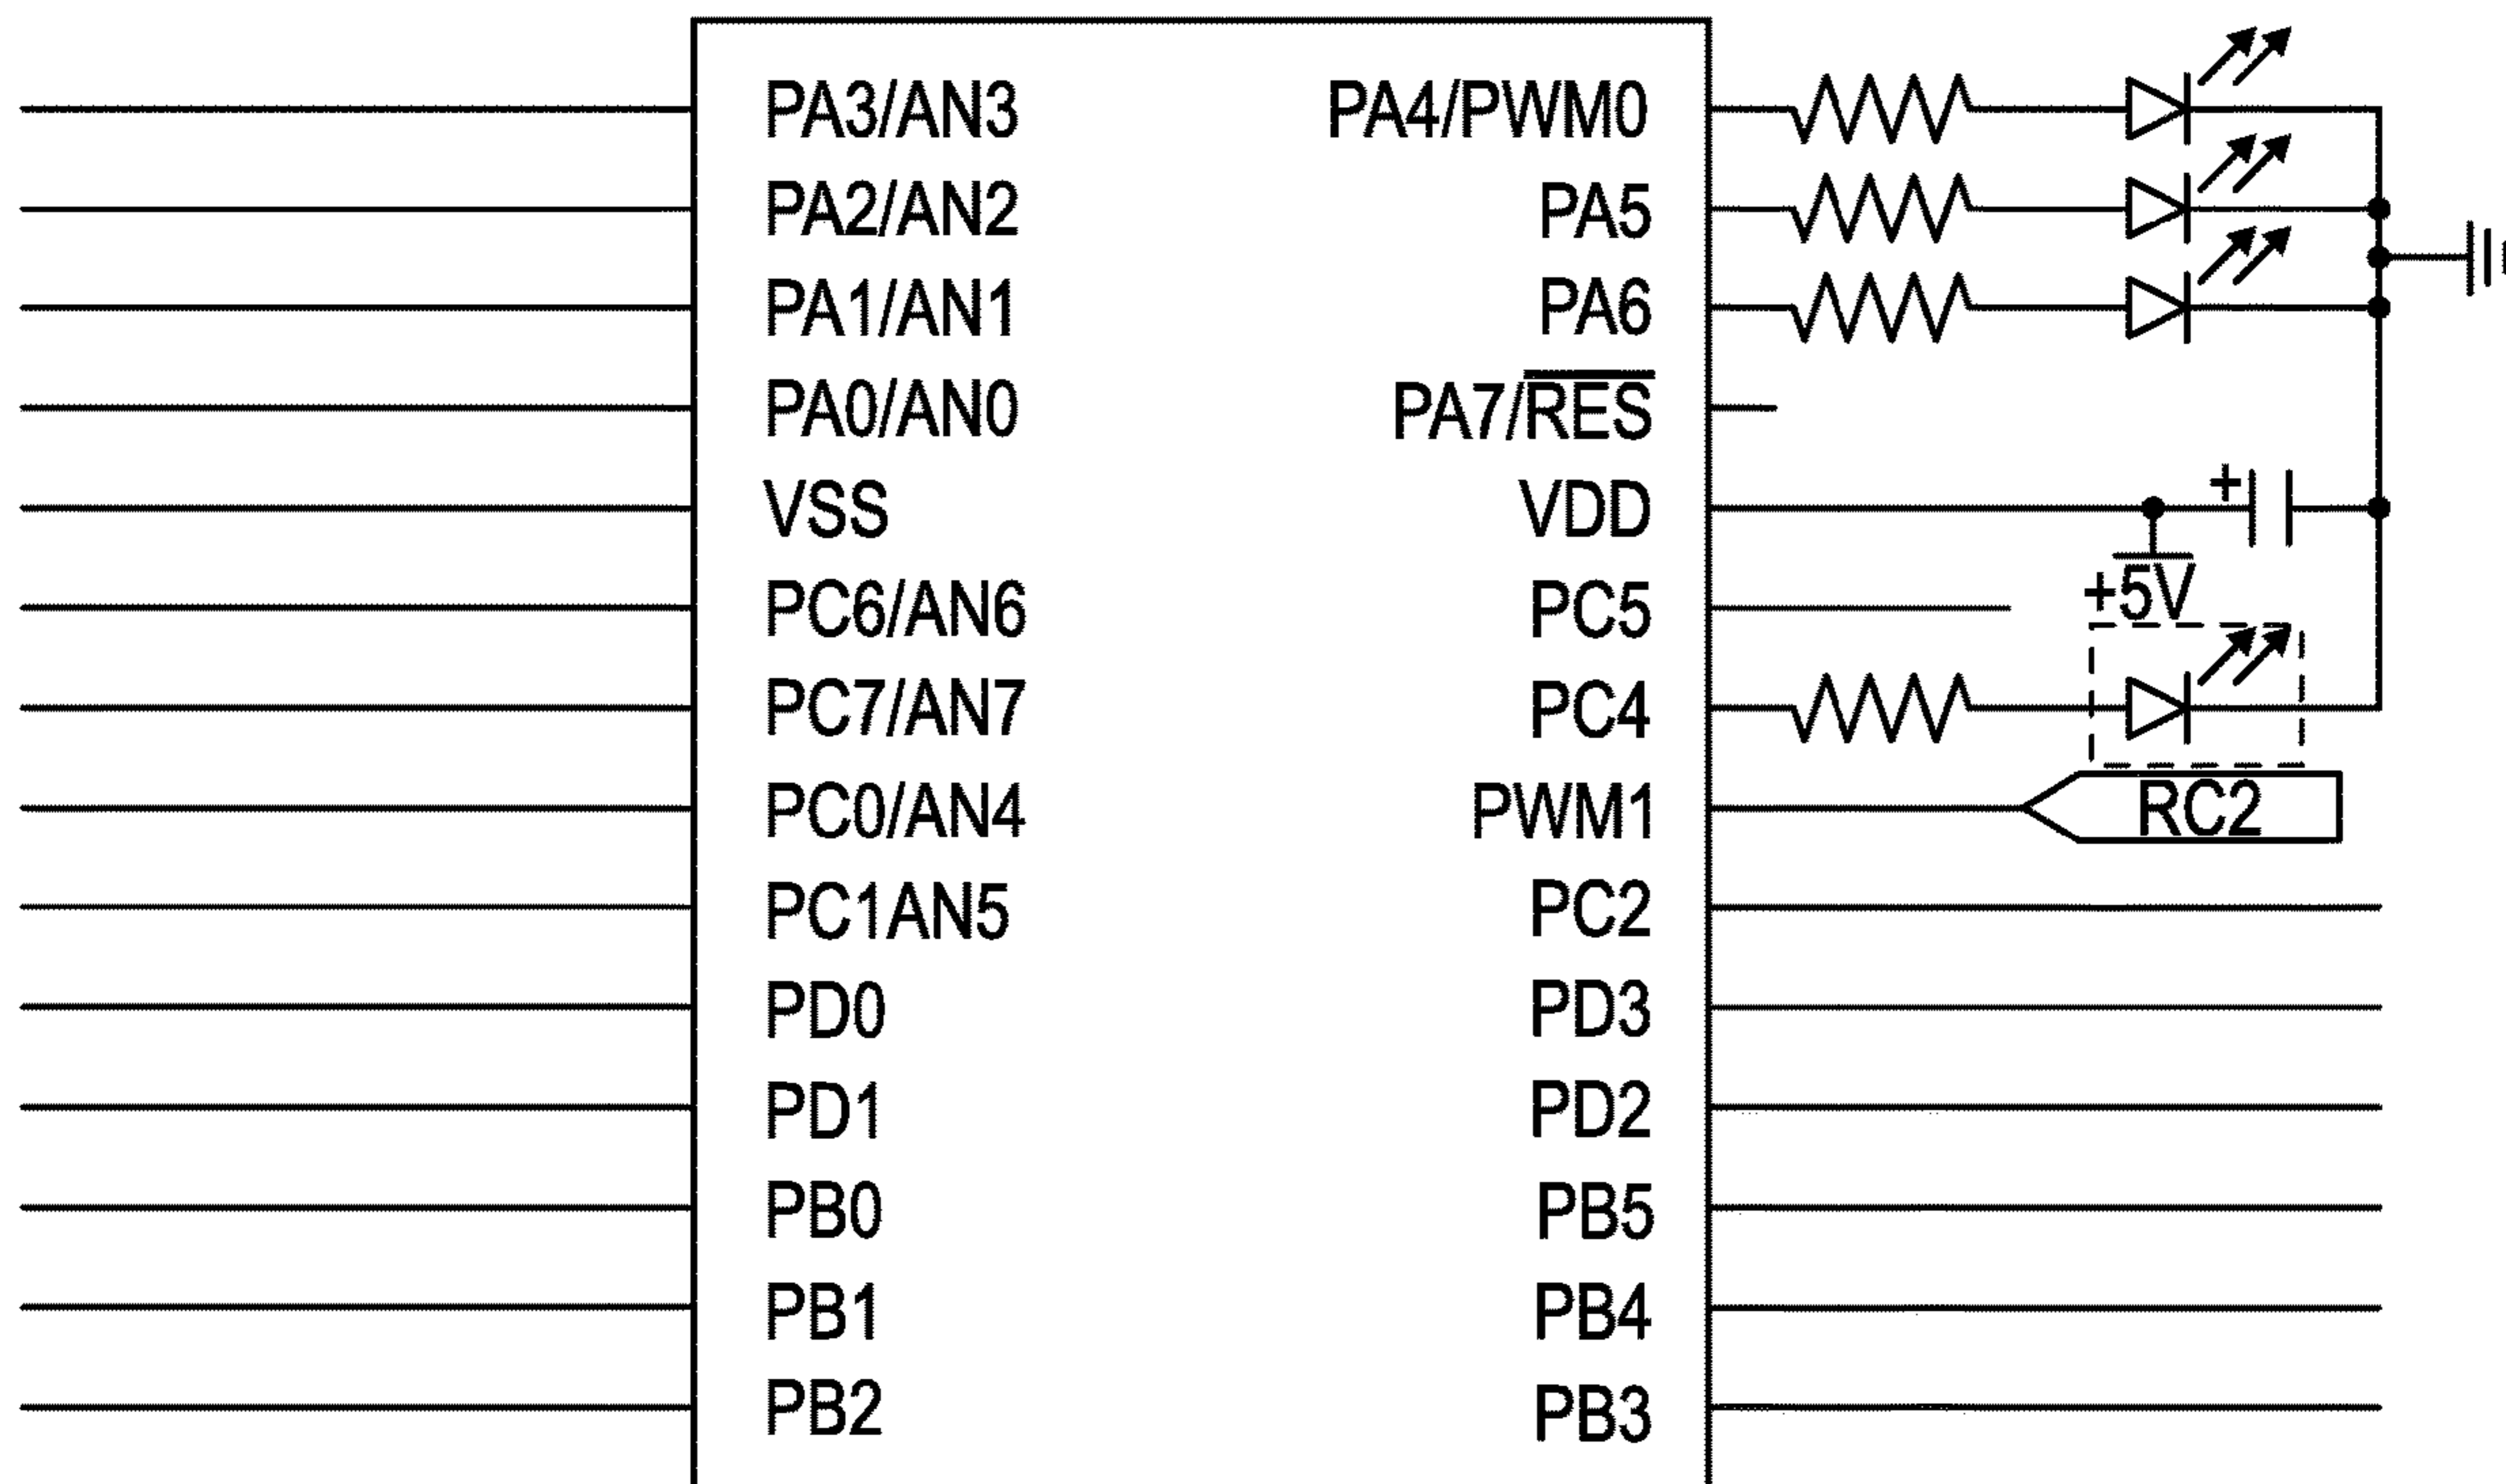 PA3/AN3 PA4/PWM0
PA2/AN2 PA5
PA1/AN1 PA6
PA0/AN0 PA7/RES
VSS VDD +
PC6/AN6 PC5 +5V
PC7/AN7 PC4
PC0/AN4 PWM1 RC2
PC1AN5 PC2
PD0 PD3
PD1 PD2
PB0 PB5
PB1 PB4
PB2 PB3